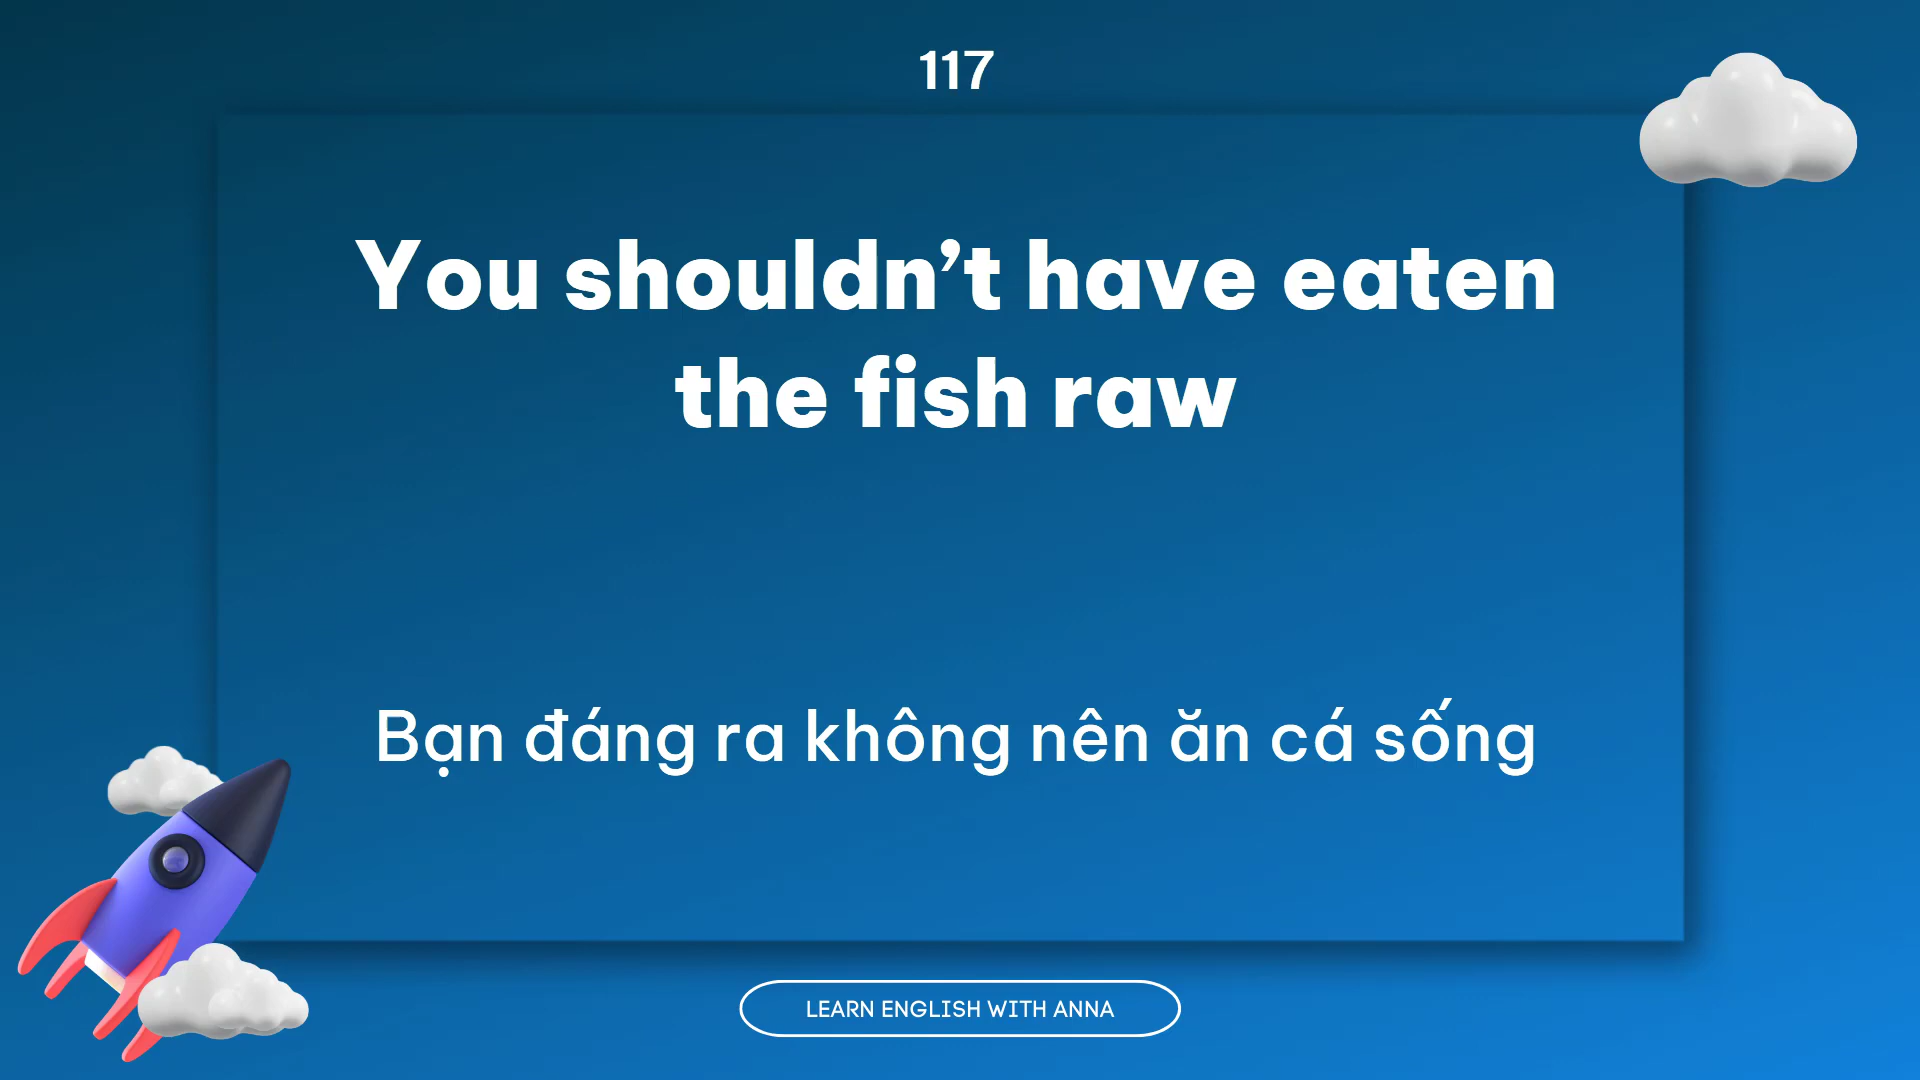 117
You shouldn’t have eaten
the fish raw
Bạn đáng ra không nên ăn cá sống
LEARN ENGLISH WITH ANNA